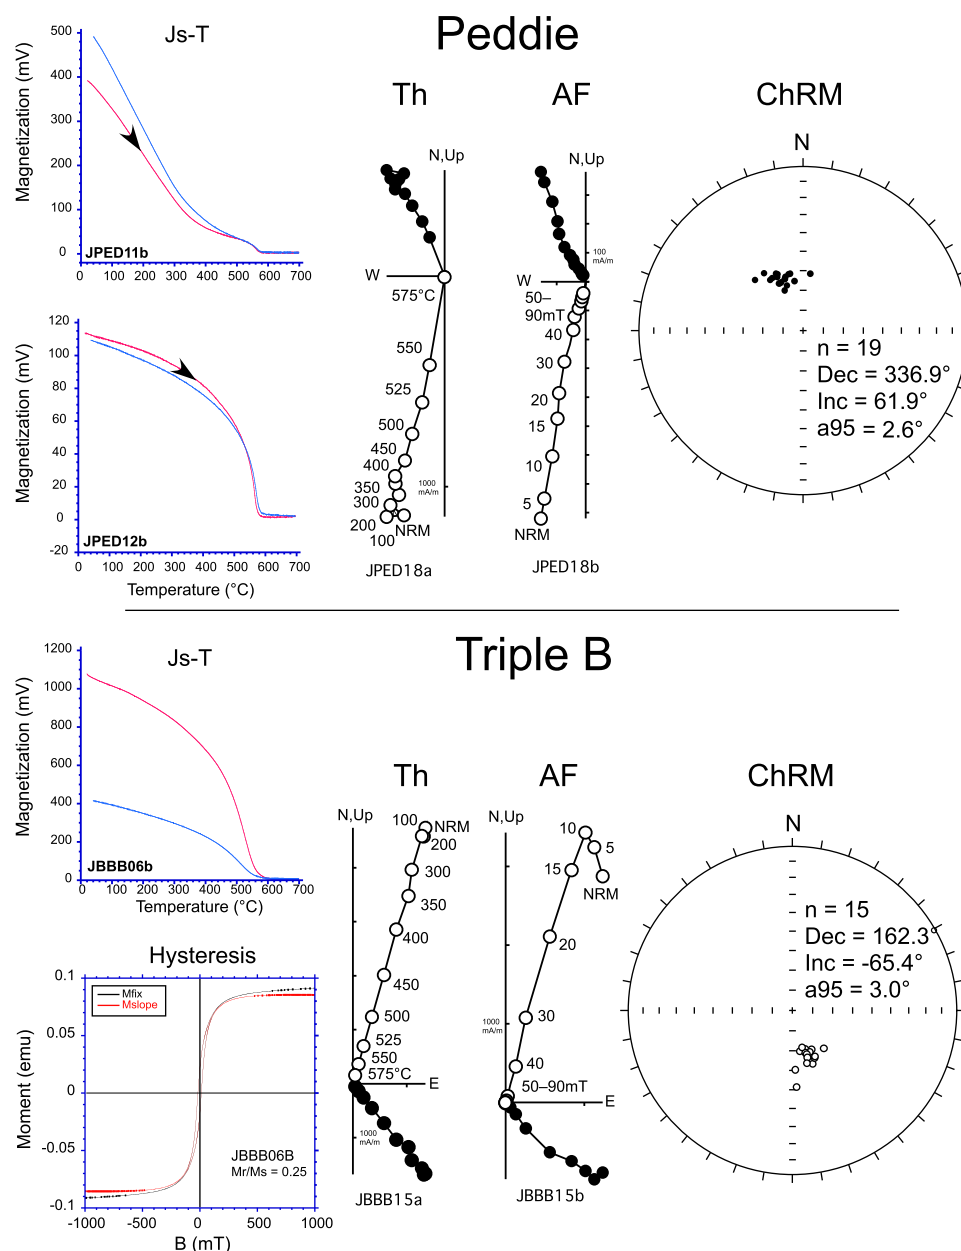 Peddie
Js-T
Magnetization (mV)
500
400
300
200
100
0
JPED11b
0 100 200 300 400 500 600 700
Magnetization (mV)
120
100
80
60
40
20
0
-20
JPED12b
0 100 200 300 400 500 600 700
Temperature (°C)
Th
N,Up
W
575°C
550
525
500
450
400
350
300
200
100
NRM
1000
mA/m
JPED18a
AF
N,Up
100
mA/m
W
50–
90mT
40
30
20
15
10
5
NRM
JPED18b
ChRM
N
n = 19
Dec = 336.9°
Inc = 61.9°
a95 = 2.6°
Triple B
Js-T
Magnetization (mV)
1200
1000
800
600
400
200
0
JBBB06b
0 100 200 300 400 500 600 700
Temperature (°C)
Hysteresis
Moment (emu)
0.1
0.05
0
-0.05
-0.1
Mfix
Mslope
JBBB06B
Mr/Ms = 0.25
-1000 -500 0 500 1000
B (mT)
Th
N,Up
100 NRM
200
300
350
400
450
500
525
550
575°C
E
1000
mA/m
JBBB15a
AF
N,Up
10
5
15
NRM
20
1000
mA/m
30
40
50–90mT
E
JBBB15b
ChRM
N
n = 15
Dec = 162.3°
Inc = -65.4°
a95 = 3.0°